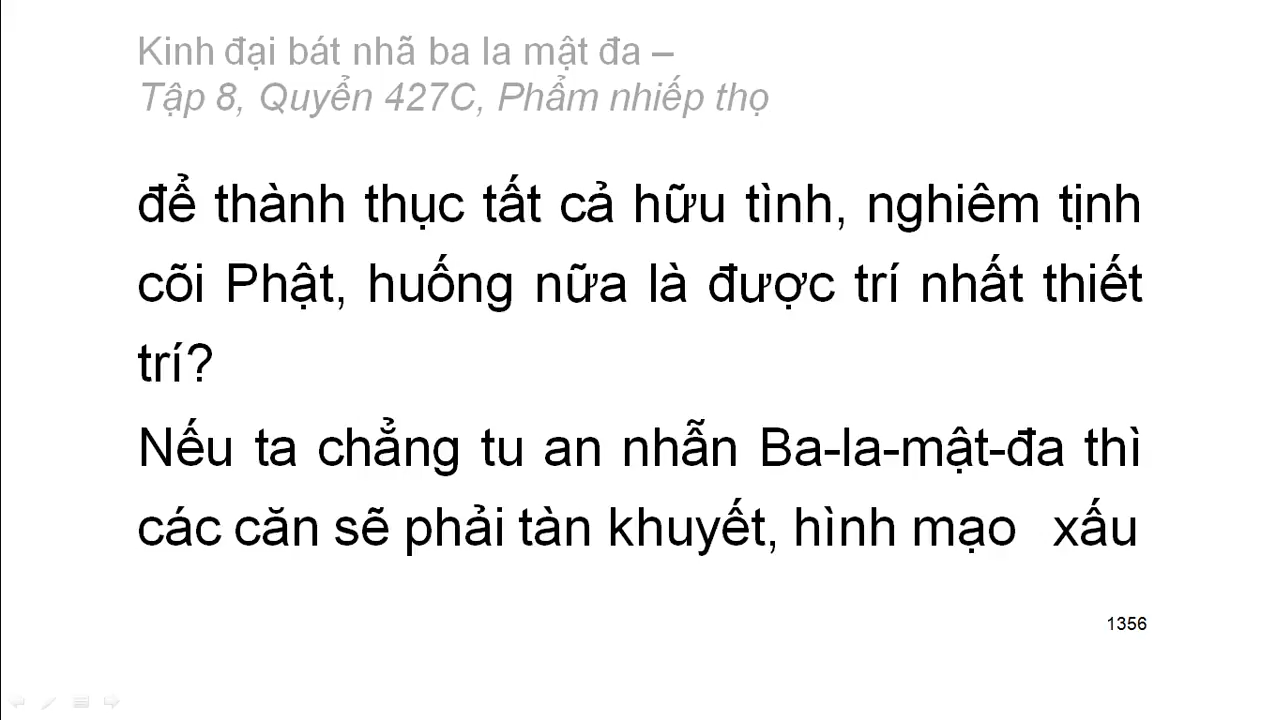 Kinh đại bát nhã ba la mật đa –
Tập 8, Quyển 427C, Phẩm nhiếp thọ
để thành thục tất cả hữu tình, nghiêm tịnh
cõi Phật, huống nữa là được trí nhất thiết
trí?
Nếu ta chẳng tu an nhẫn Ba-la-mật-đa thì
các căn sẽ phải tàn khuyết, hình mạo xấu
1356